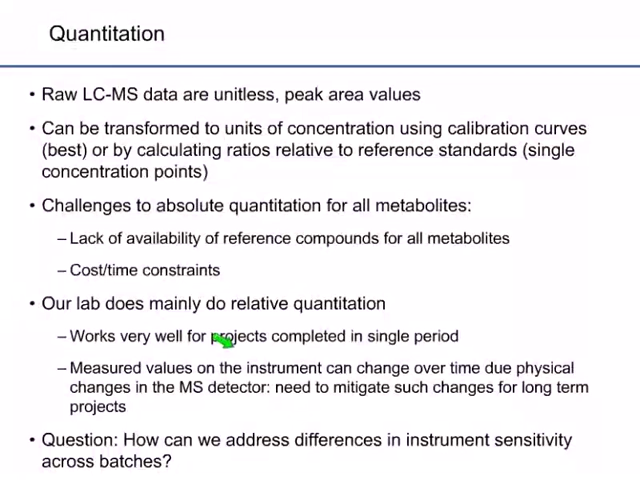 Quantitation
• Raw LC-MS data are unitless, peak area values
• Can be transformed to units of concentration using calibration curves
(best) or by calculating ratios relative to reference standards (single
concentration points)
• Challenges to absolute quantitation for all metabolites:
– Lack of availability of reference compounds for all metabolites
– Cost/time constraints
• Our lab does mainly do relative quantitation
– Works very well for projects completed in single period
– Measured values on the instrument can change over time due physical
changes in the MS detector: need to mitigate such changes for long term
projects
• Question: How can we address differences in instrument sensitivity
across batches?